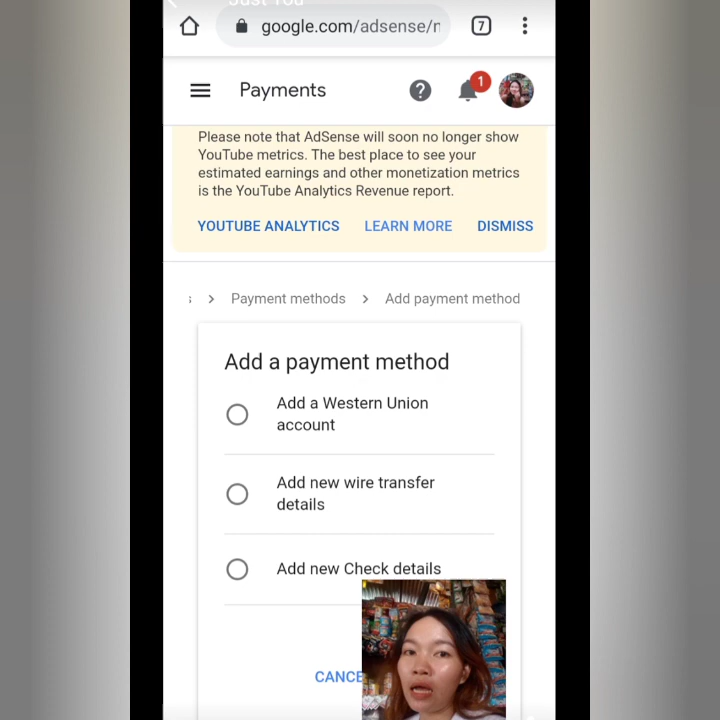 Just You
google.com/adsense/
7
Payments
1
Please note that AdSense will soon no longer show
YouTube metrics. The best place to see your
estimated earnings and other monetization metrics
is the YouTube Analytics Revenue report.
YOUTUBE ANALYTICS LEARN MORE DISMISS
Payment methods > Add payment method
Add a payment method
Add a Western Union
account
Add new wire transfer
details
Add new Check details
CANCE